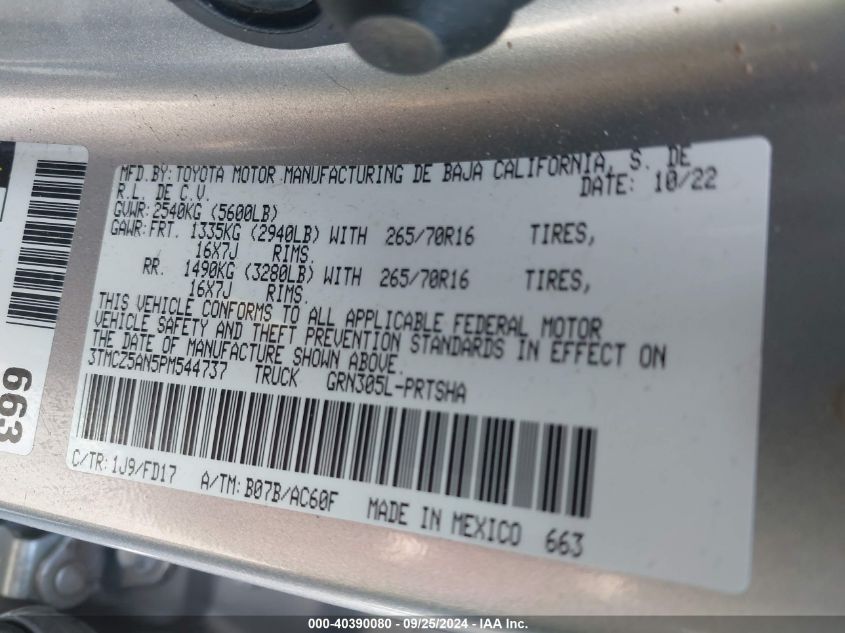 MFD.BY:TOYOTA MOTOR MANUFACTURING DE BAJA CALIFORNIA, S. DE
R.L. DE C.V. DATE: 10/22
GVWR:2540KG (5600LB)
GAWR:FRT. 1335KG (2940LB) WITH 265/70R16 TIRES,
16X7J RIMS.
RR. 1490KG (3280LB) WITH 265/70R16 TIRES,
16X7J RIMS.
THIS VEHICLE CONFORMS TO ALL APPLICABLE FEDERAL MOTOR
VEHICLE SAFETY AND THEFT PREVENTION STANDARDS IN EFFECT ON
THE DATE OF MANUFACTURE SHOWN ABOVE.
3TMCZ5AN5PM544737 TRUCK GRN305L-PRTSHA
C/TR:1J9/FD17 A/TM:B07B/AC60F MADE IN MEXICO 663
663
000-40390080 - 09/25/2024 - IAA, Inc.